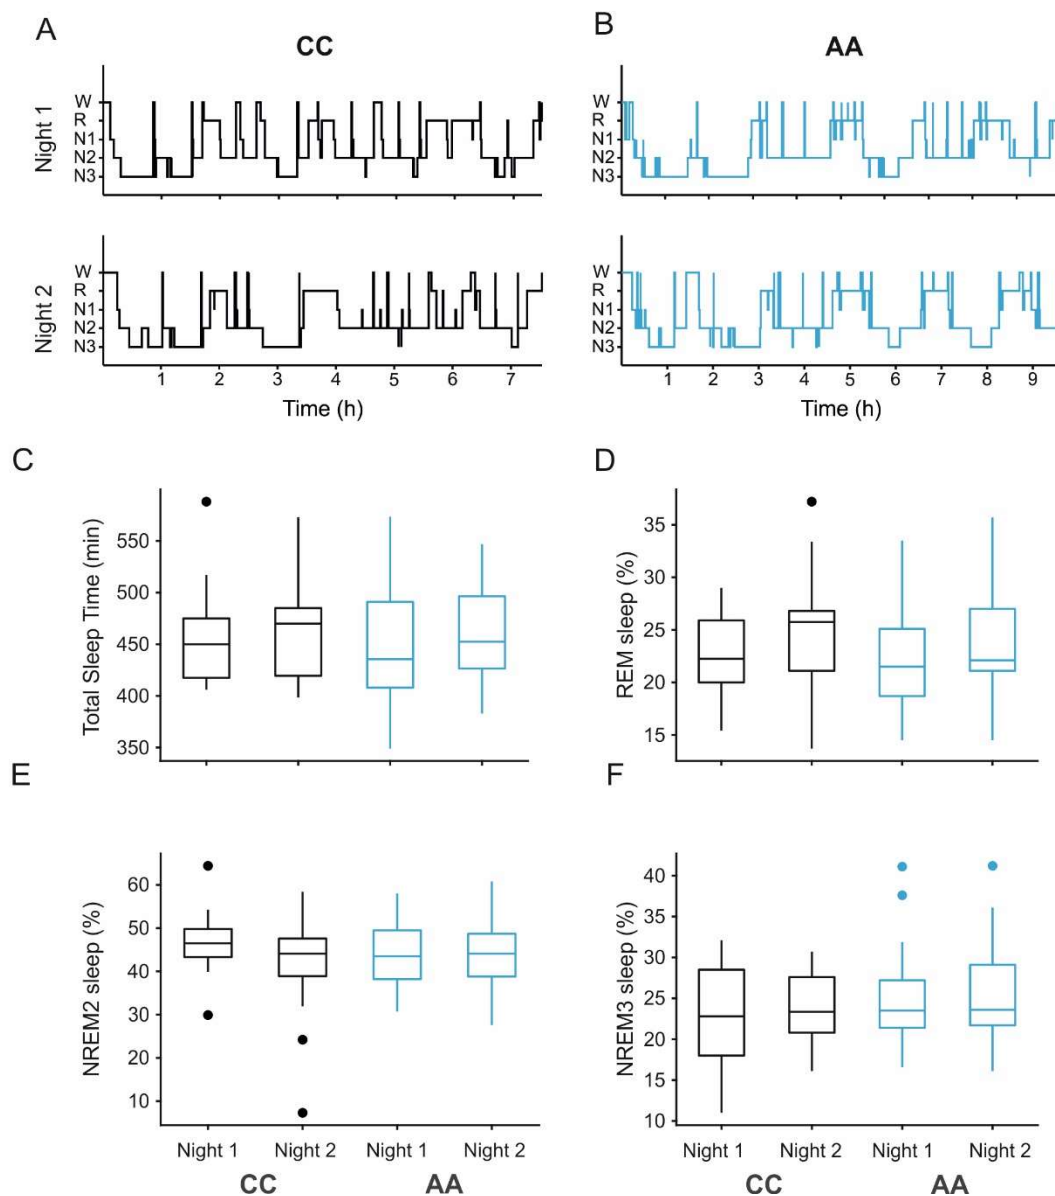 A
CC
B
AA
Night 1
W
R
N1
N2
N3
W
R
N1
N2
N3
Night 2
W
R
N1
N2
N3
1 2 3 4 5 6 7
Time (h)
W
R
N1
N2
N3
1 2 3 4 5 6 7 8 9
Time (h)
C
Total Sleep Time (min)
550
500
450
400
350
D
REM sleep (%)
35
30
25
20
15
E
NREM2 sleep (%)
60
50
40
30
20
10
Night 1 Night 2 Night 1 Night 2
CC AA
F
NREM3 sleep (%)
40
35
30
25
20
15
10
Night 1 Night 2 Night 1 Night 2
CC AA